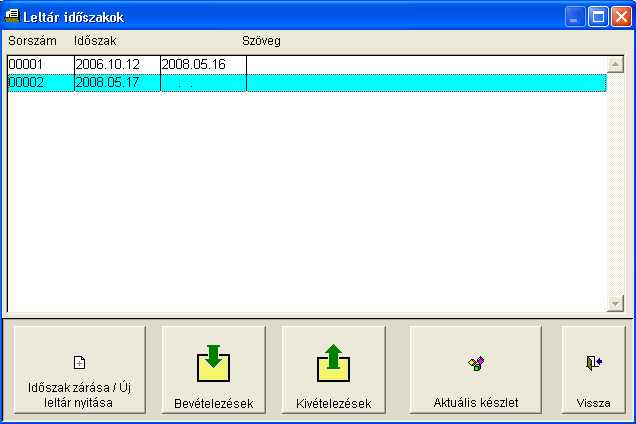 Leltár időszakok
Sorszám Időszak Szöveg
00001 2006.10.12 2008.05.16
00002 2008.05.17 . .
Időszak zárása / Új
leltár nyitása
Bevételezések
Kivételezések
Aktuális készlet
Vissza